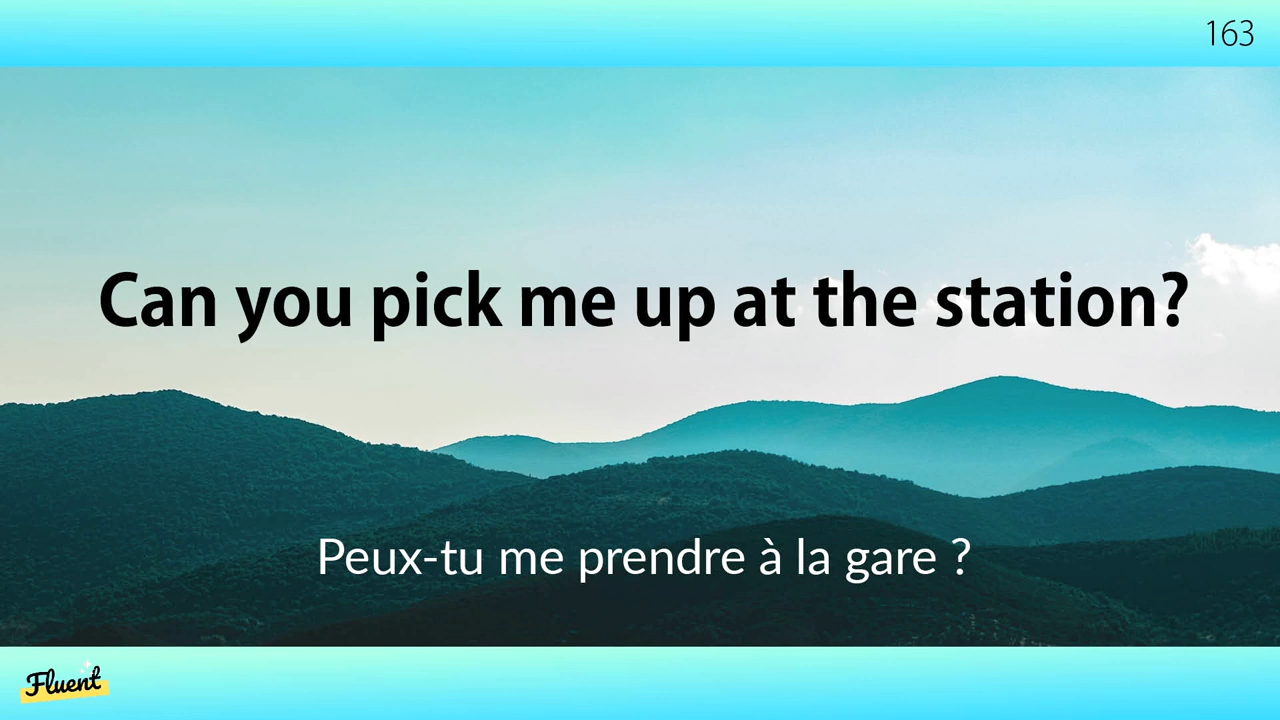 163
Can you pick me up at the station?
Peux-tu me prendre à la gare ?
Fluent